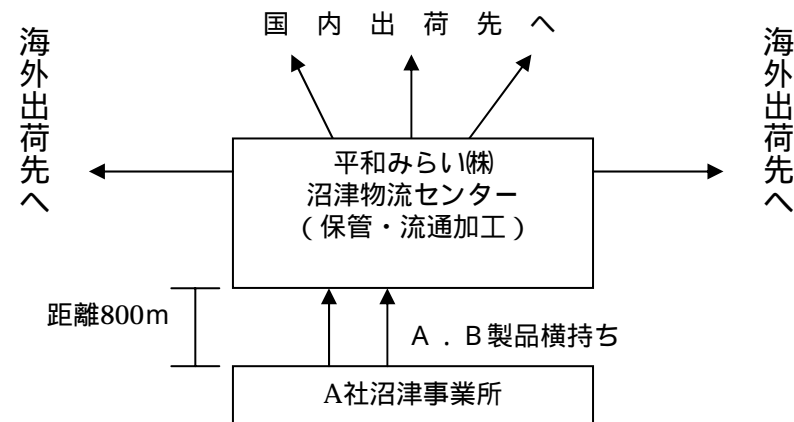 国内出荷先へ
海外出荷先へ
海外出荷先へ
平和みらい㈱
沼津物流センター
(保管・流通加工)
距離800m
A．B製品横持ち
A社沼津事業所